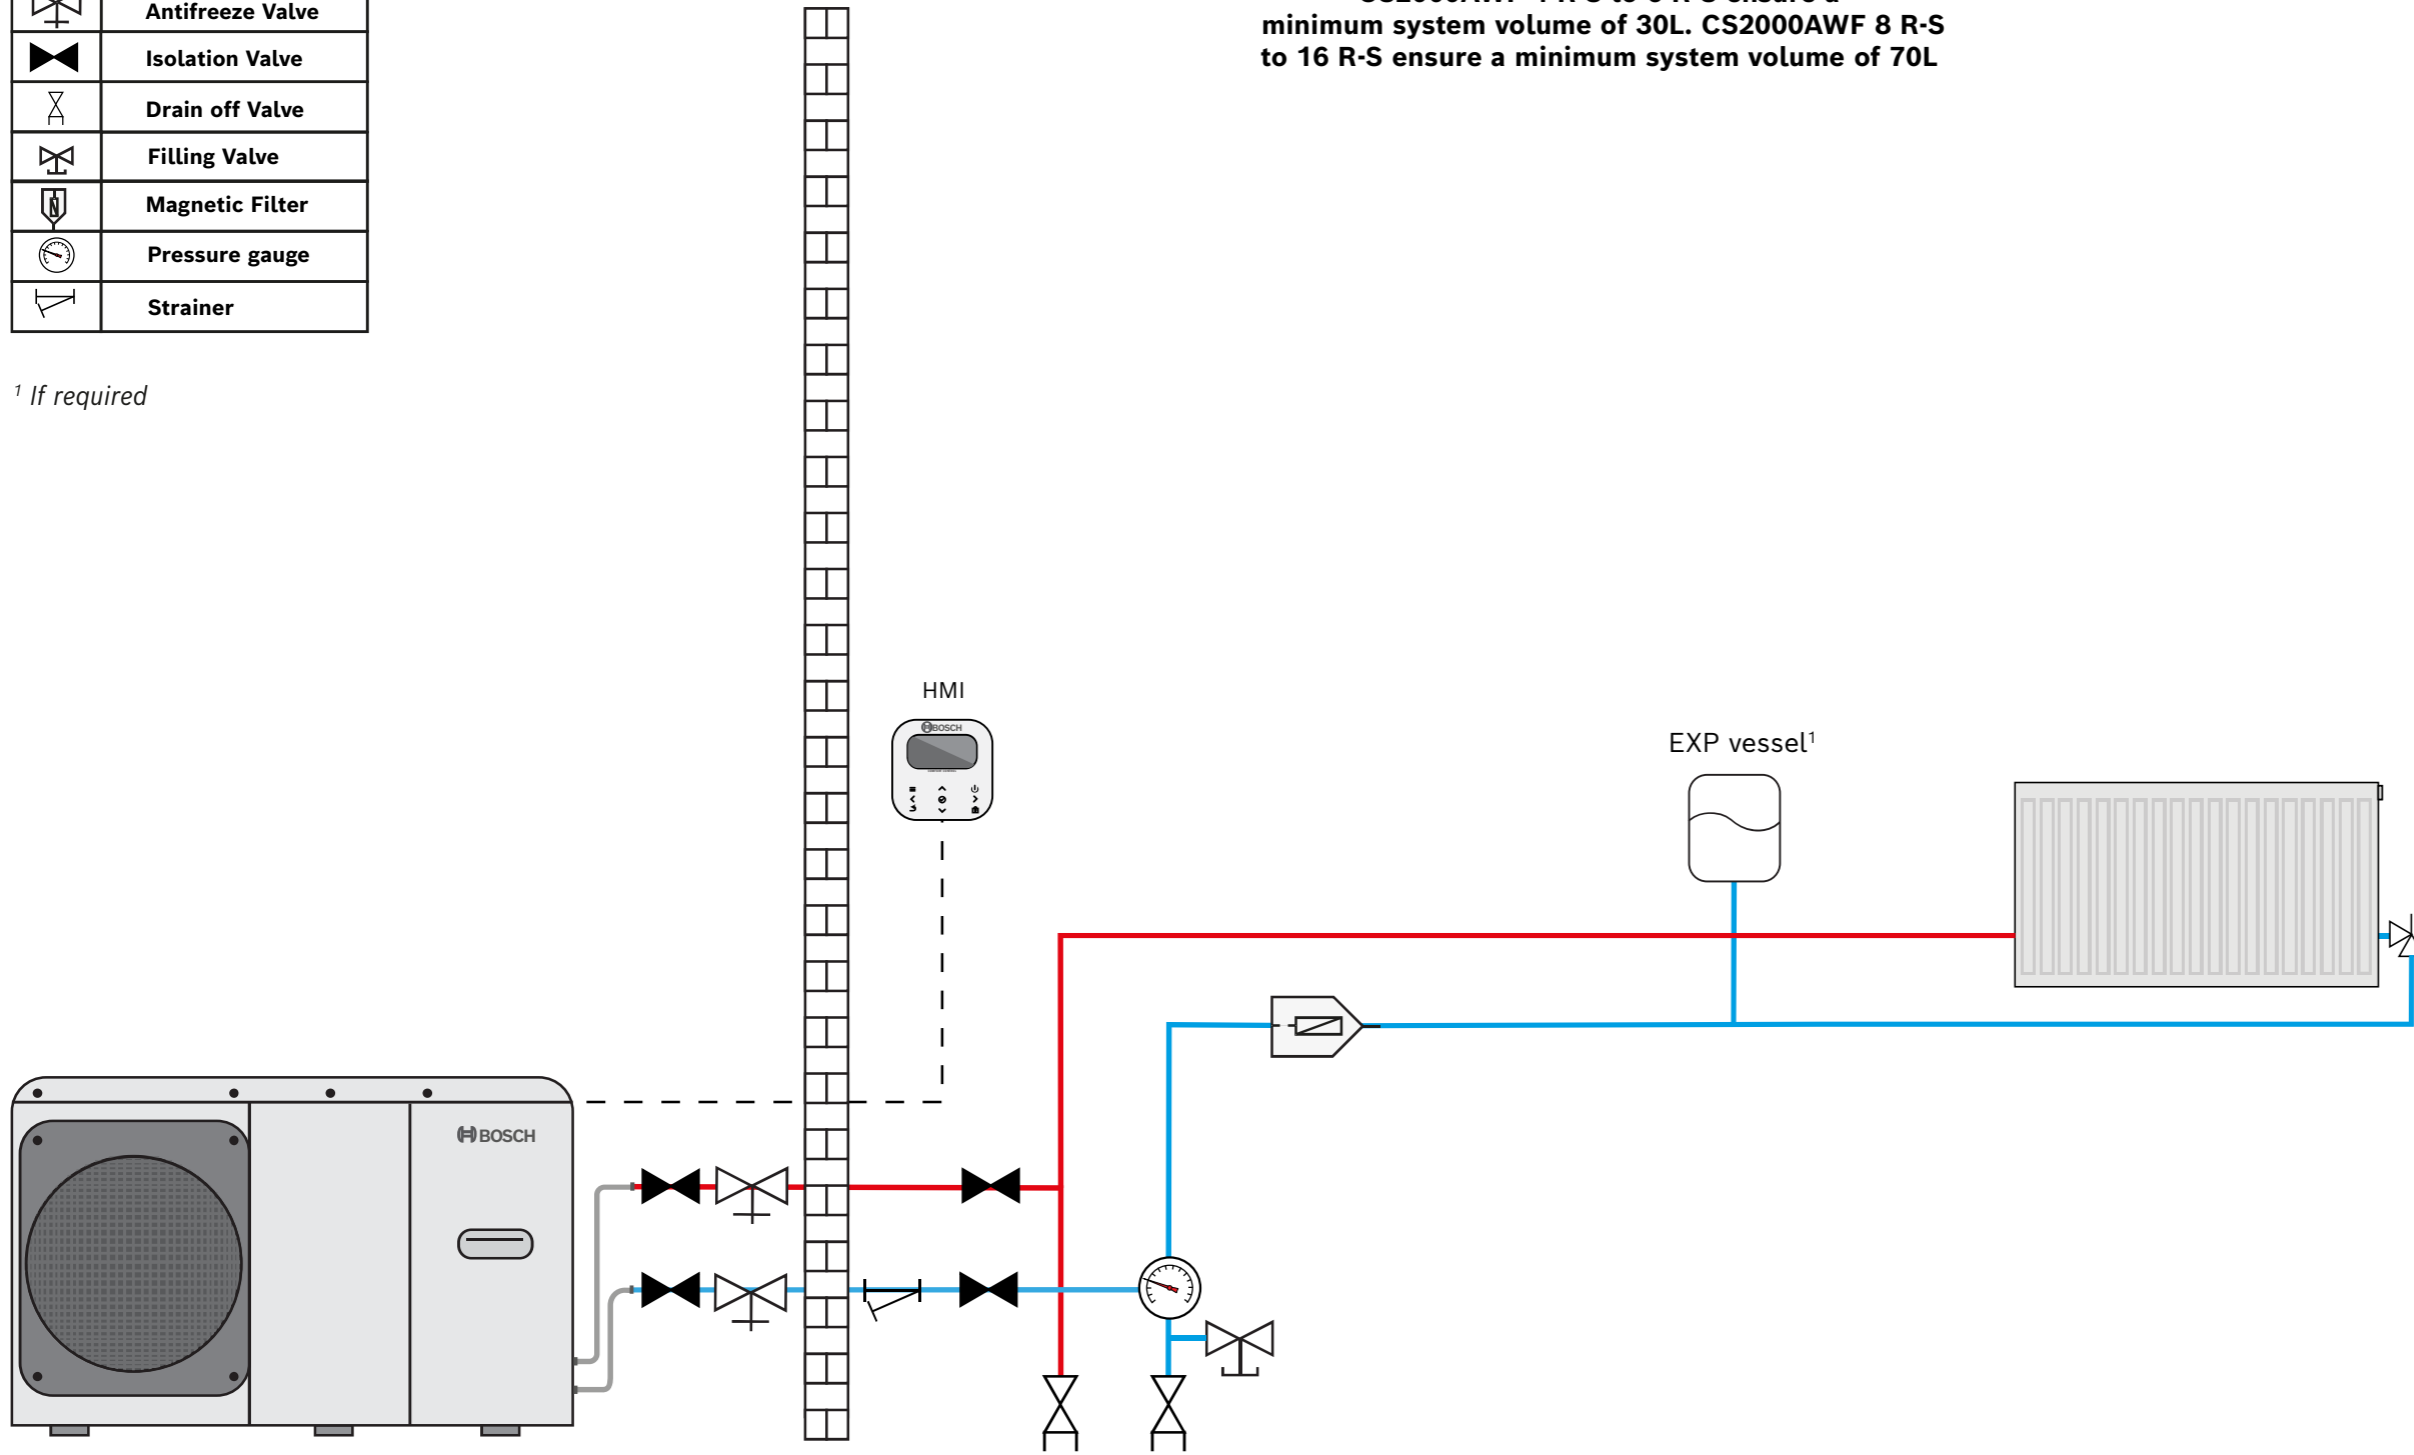 Antifreeze Valve
Isolation Valve
Drain off Valve
Filling Valve
Magnetic Filter
Pressure gauge
Strainer
¹ If required
minimum system volume of 30L. CS2000AWF 8 R-S
to 16 R-S ensure a minimum system volume of 70L
HMI
BOSCH
EXP vessel¹
BOSCH